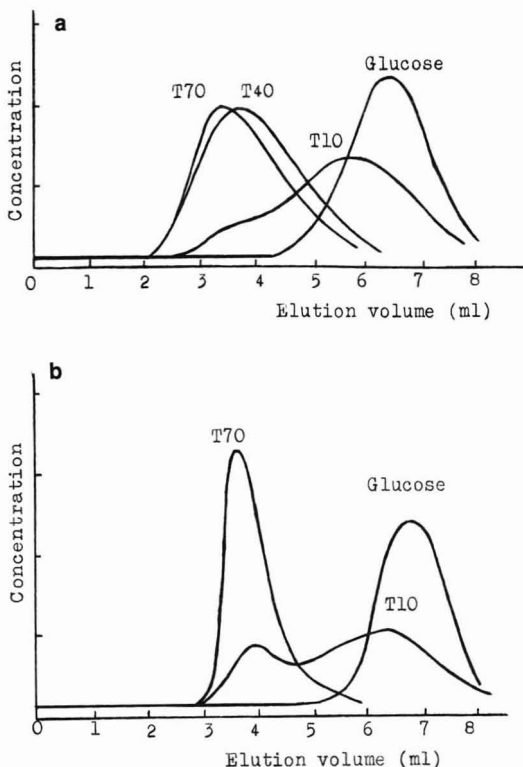 a
Glucose
T70 T40
T10
Concentration
0 1 2 3 4 5 6 7 8
Elution volume (ml)
b
T70
Glucose
T10
Concentration
0 1 2 3 4 5 6 7 8
Elution volume (ml)